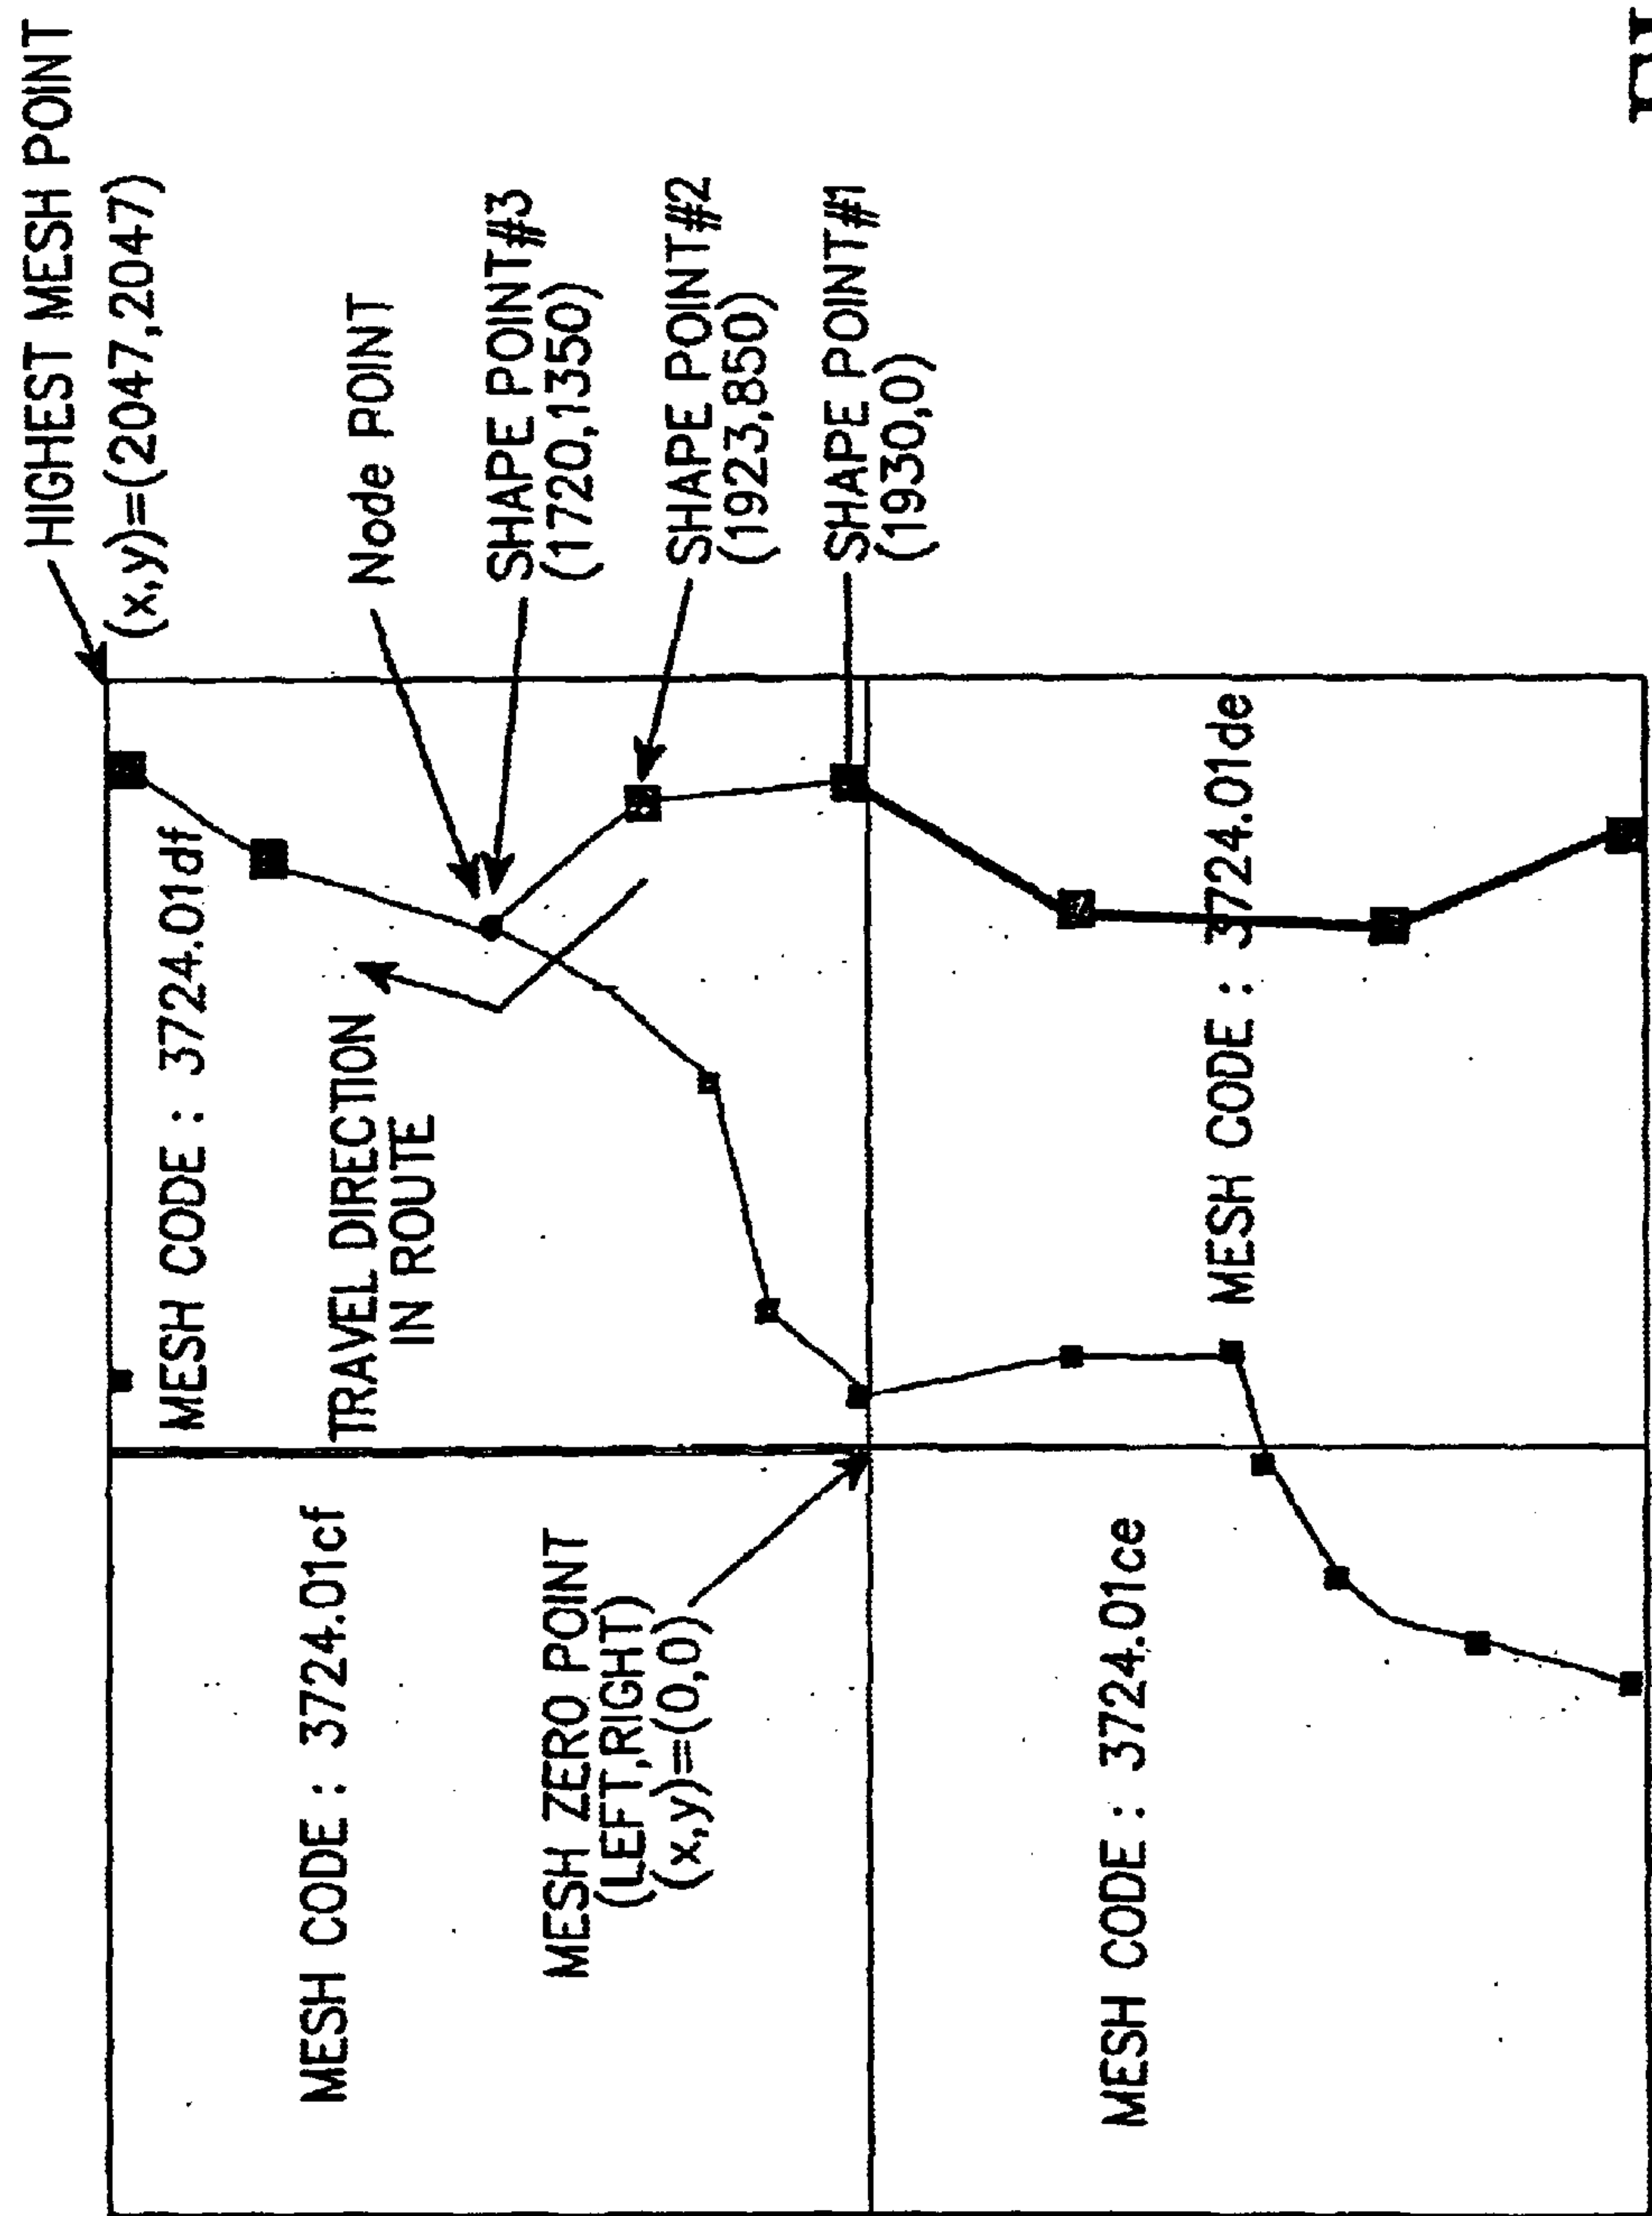 HIGHEST MESH POINT
(x,y)=(2047,2047)
Node POINT
SHAPE POINT#3
(1720,1350)
SHAPE POINT#2
(1923,850)
SHAPE POINT#1
(1930,0)
MESH CODE : 3724.01df
TRAVEL DIRECTION
IN ROUTE
MESH CODE : 3724.01de
MESH CODE : 3724.01cf
MESH ZERO POINT
(LEFT,RIGHT)
(x,y)=(0,0)
MESH CODE : 3724.01ce